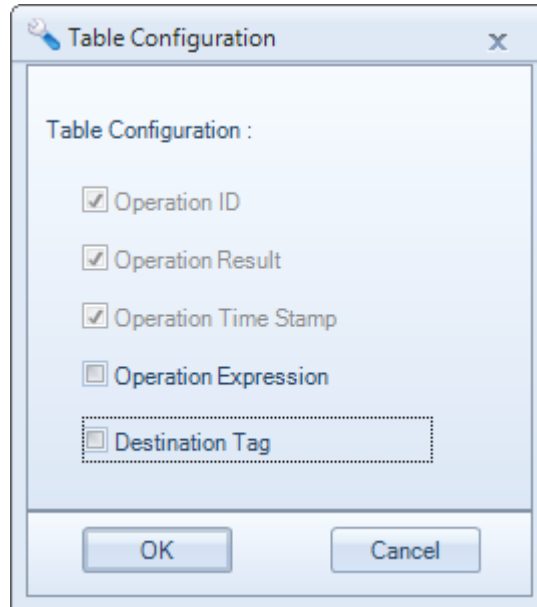 Table Configuration
x
Table Configuration :
Operation ID
Operation Result
Operation Time Stamp
Operation Expression
Destination Tag
OK Cancel